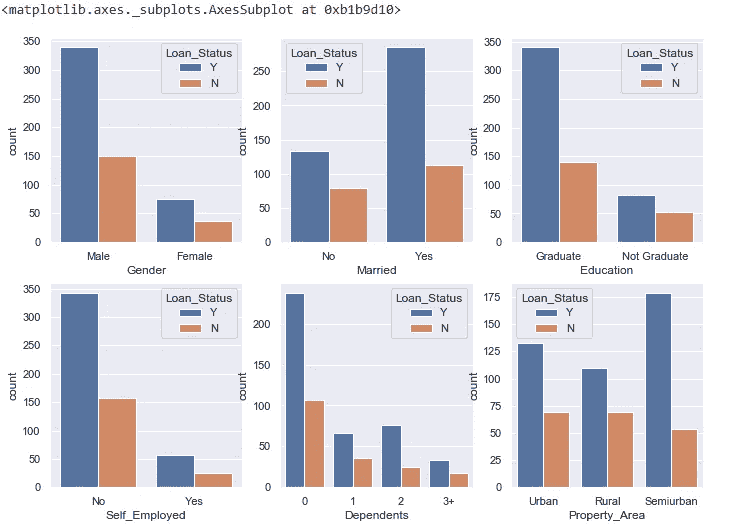 <matplotlib.axes._subplots.AxesSubplot at 0xb1b9d10>
350
300
250
200
150
100
50
0
count
Loan_Status
Y
N
Male Female
Gender
250
200
150
100
50
0
count
Loan_Status
Y
N
No Yes
Married
350
300
250
200
150
100
50
0
count
Loan_Status
Y
N
Graduate Not Graduate
Education
350
300
250
200
150
100
50
0
count
Loan_Status
Y
N
No Yes
Self_Employed
200
150
100
50
0
count
Loan_Status
Y
N
0 1 2 3+
Dependents
175
150
125
100
75
50
25
0
count
Loan_Status
Y
N
Urban Rural Semiurban
Property_Area